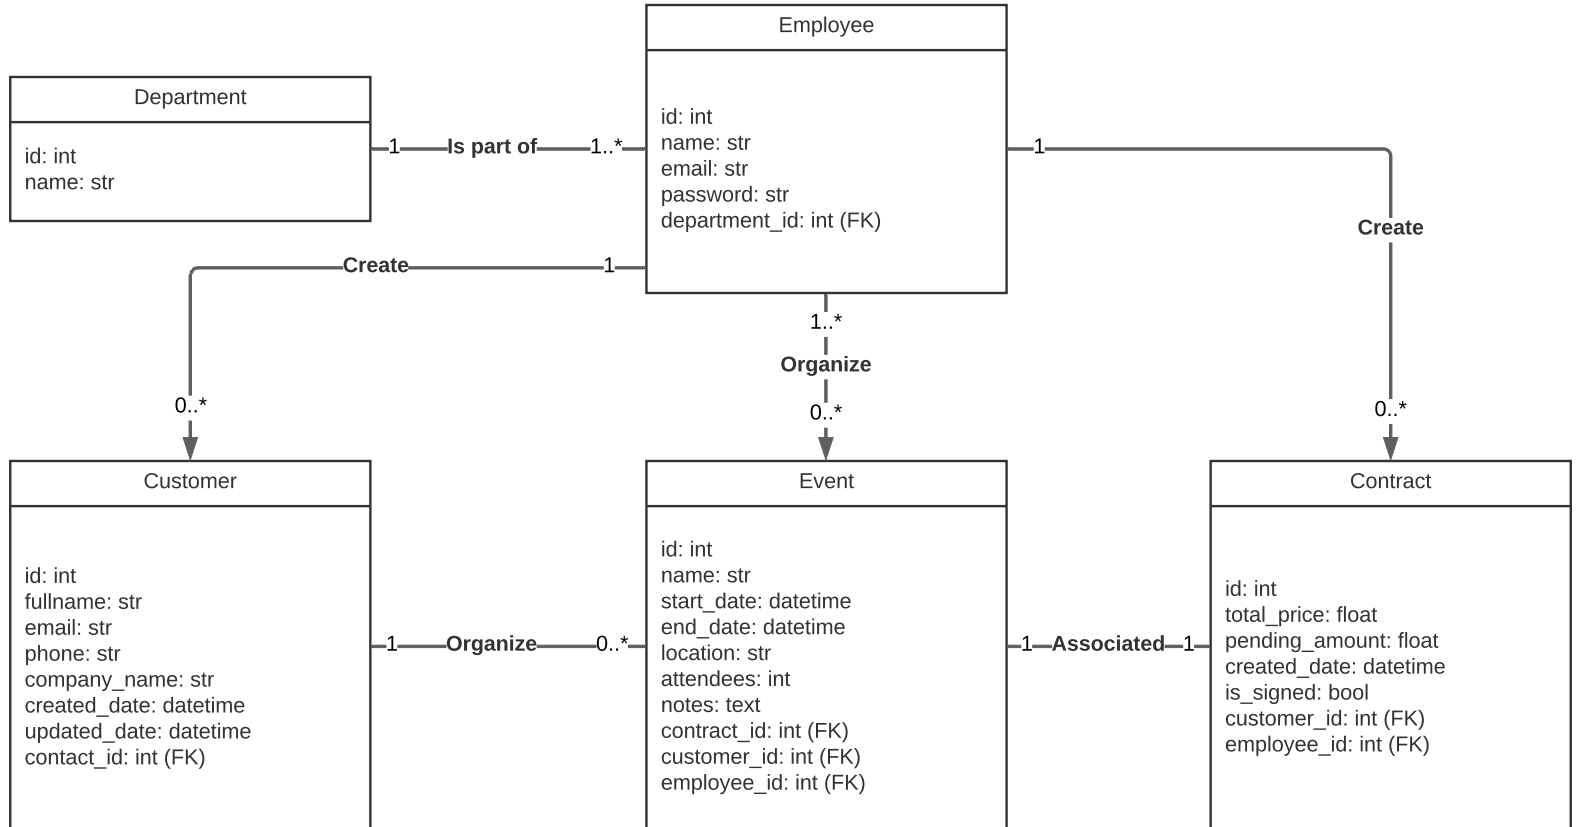 Employee
id: int
name: str
email: str
password: str
department_id: int (FK)
Department
id: int
name: str
1 Is part of 1..*
1
Create
0..*
Create 1
0..*
1..*
Organize
0..*
Customer
id: int
fullname: str
email: str
phone: str
company_name: str
created_date: datetime
updated_date: datetime
contact_id: int (FK)
1 Organize 0..*
Event
id: int
name: str
start_date: datetime
end_date: datetime
location: str
attendees: int
notes: text
contract_id: int (FK)
customer_id: int (FK)
employee_id: int (FK)
1 Associated 1
Contract
id: int
total_price: float
pending_amount: float
created_date: datetime
is_signed: bool
customer_id: int (FK)
employee_id: int (FK)